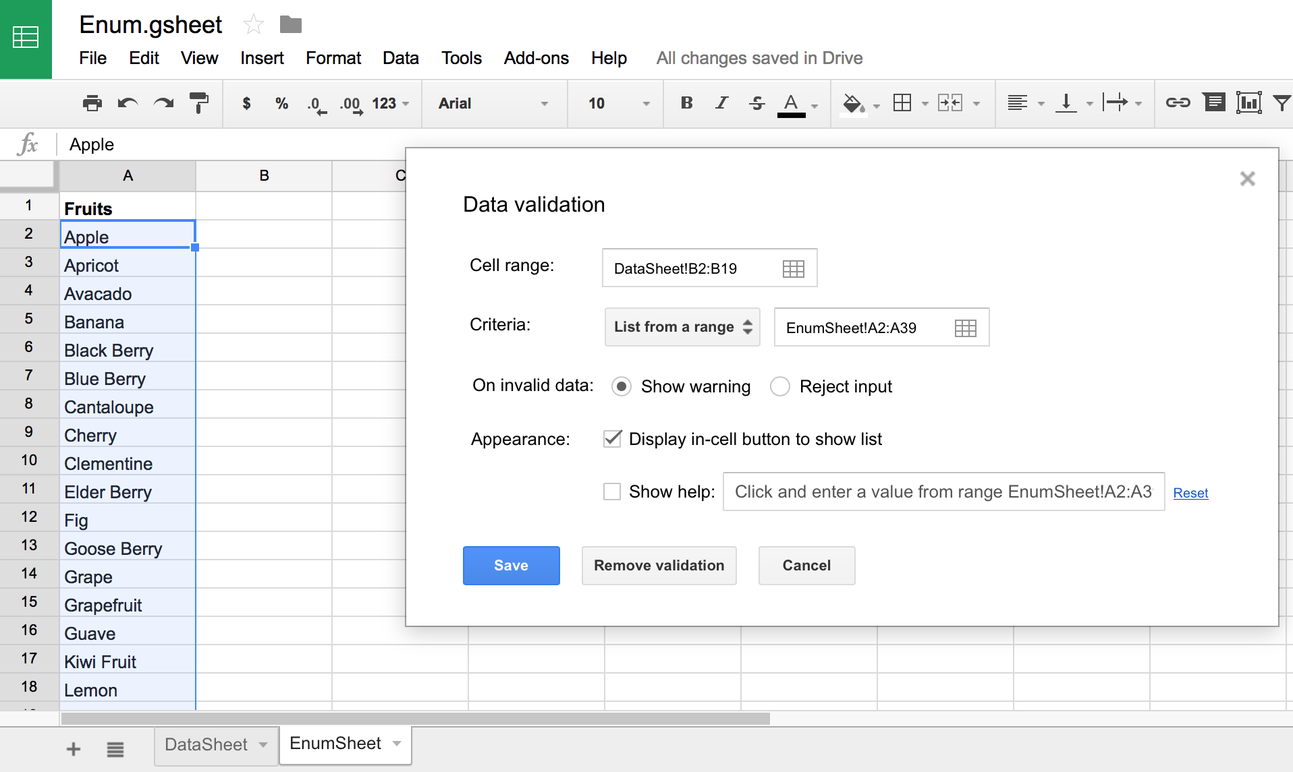 Enum.gsheet
File Edit View Insert Format Data Tools Add-ons Help All changes saved in Drive
$ % .0 .00 123 Arial 10 B I S A
fx Apple
A B C
1 Fruits
2 Apple
3 Apricot
4 Avacado
5 Banana
6 Black Berry
7 Blue Berry
8 Cantaloupe
9 Cherry
10 Clementine
11 Elder Berry
12 Fig
13 Goose Berry
14 Grape
15 Grapefruit
16 Guave
17 Kiwi Fruit
18 Lemon
Data validation
Cell range: DataSheet!B2:B19
Criteria: List from a range EnumSheet!A2:A39
On invalid data: Show warning Reject input
Appearance: Display in-cell button to show list
Show help: Click and enter a value from range EnumSheet!A2:A3 Reset
Save Remove validation Cancel
DataSheet EnumSheet